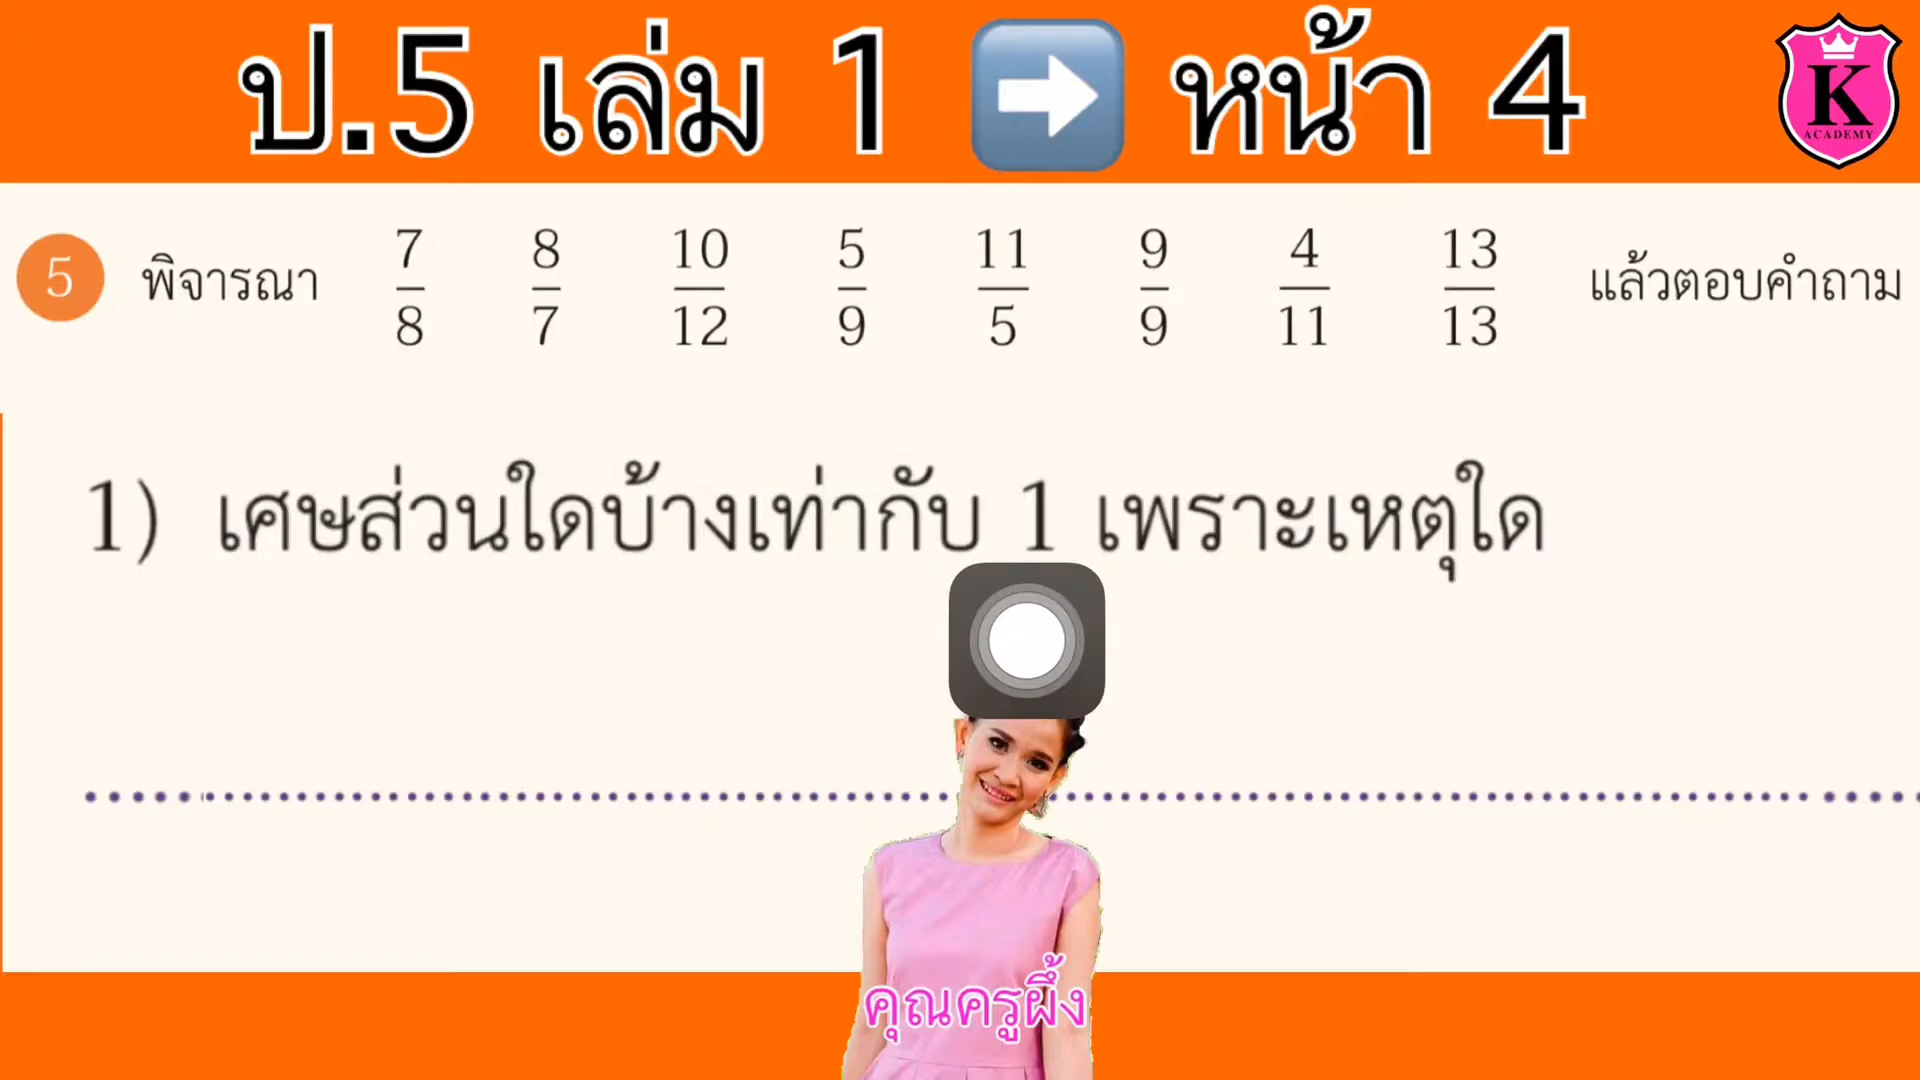 ป.5 เล่ม 1 ➡ หน้า 4
K
ACADEMY
5 พิจารณา 7/8 8/7 10/12 5/9 11/5 9/9 4/11 13/13 แล้วตอบคำถาม
1) เศษส่วนใดบ้างเท่ากับ 1 เพราะเหตุใด
คุณครูผึ้ง